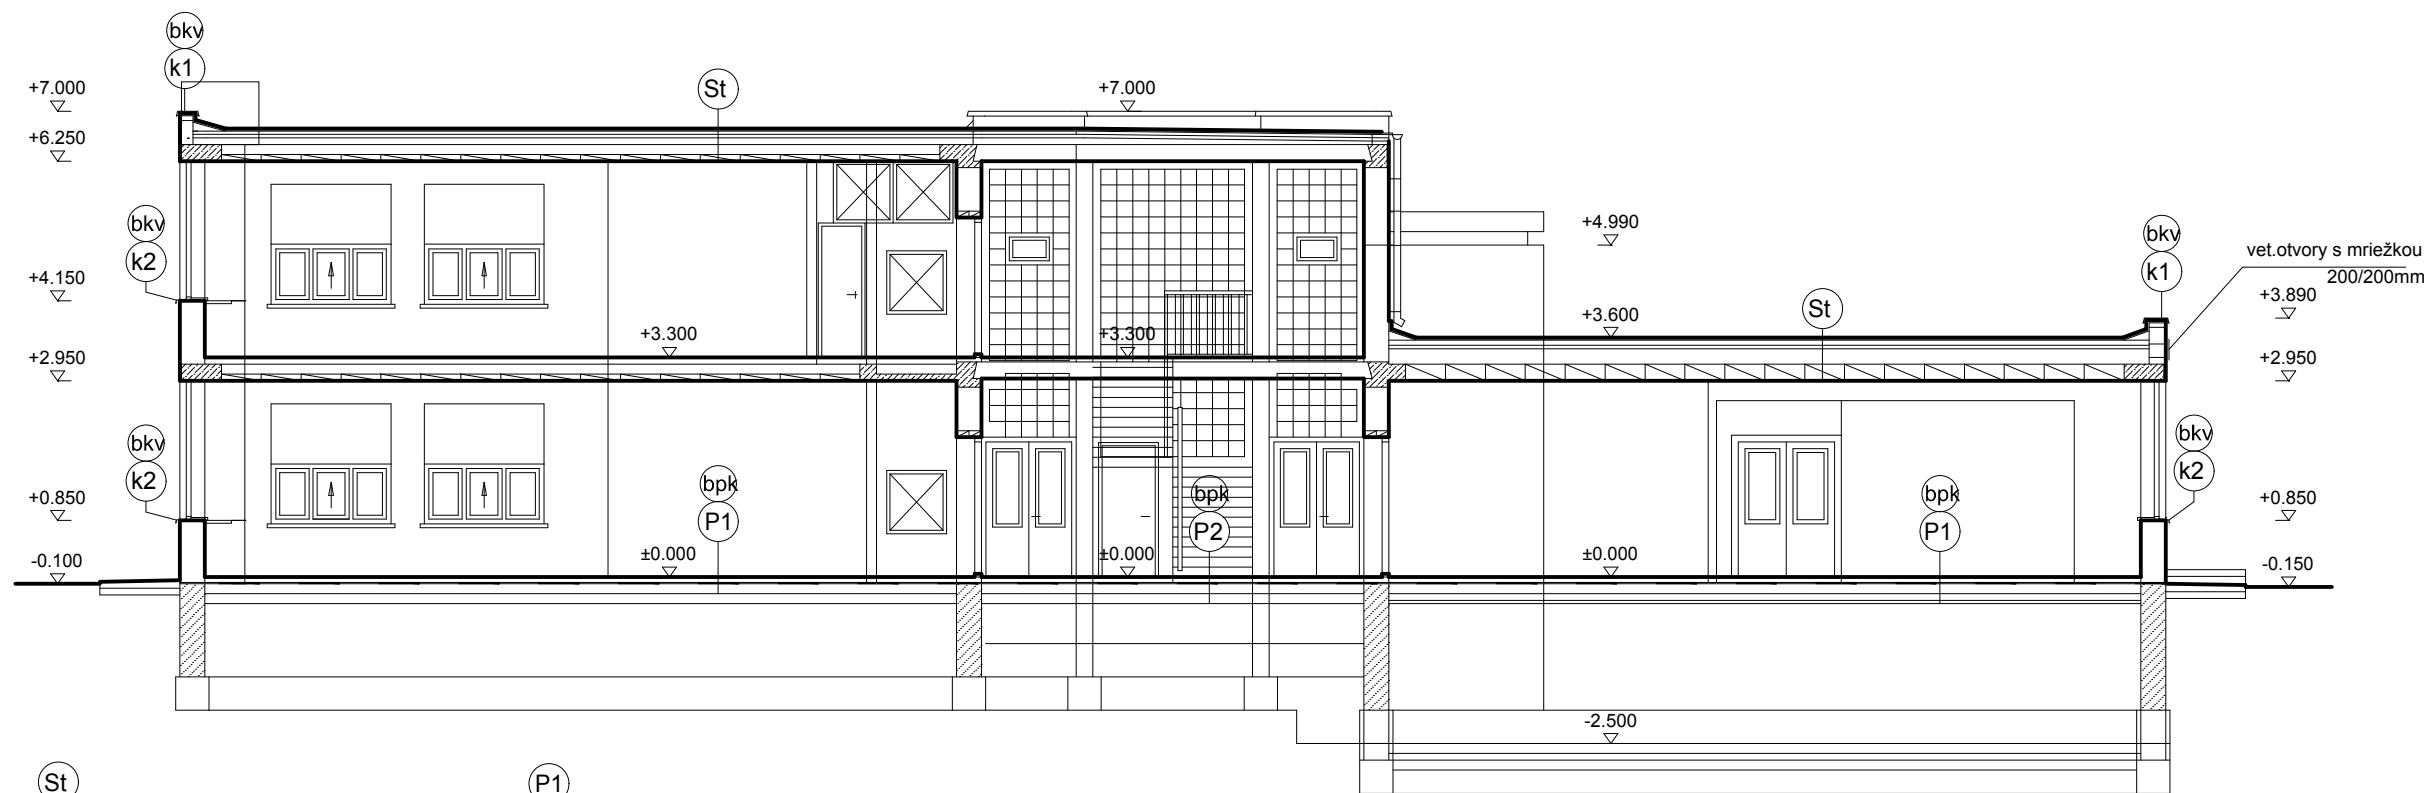 bkv
k1
+7.000
St
+7.000
+6.250
bkv
k2
+4.990
bkv
k1
vet.otvory s mriežkou
200/200mm
+4.150
+3.890
+3.300
+3.300
+3.600
St
+2.950
+2.950
bkv
k2
bpk
P1
bpk
P2
bpk
P1
bkv
k2
+0.850
+0.850
-0.100
±0.000
±0.000
±0.000
-0.150
-2.500
St
P1